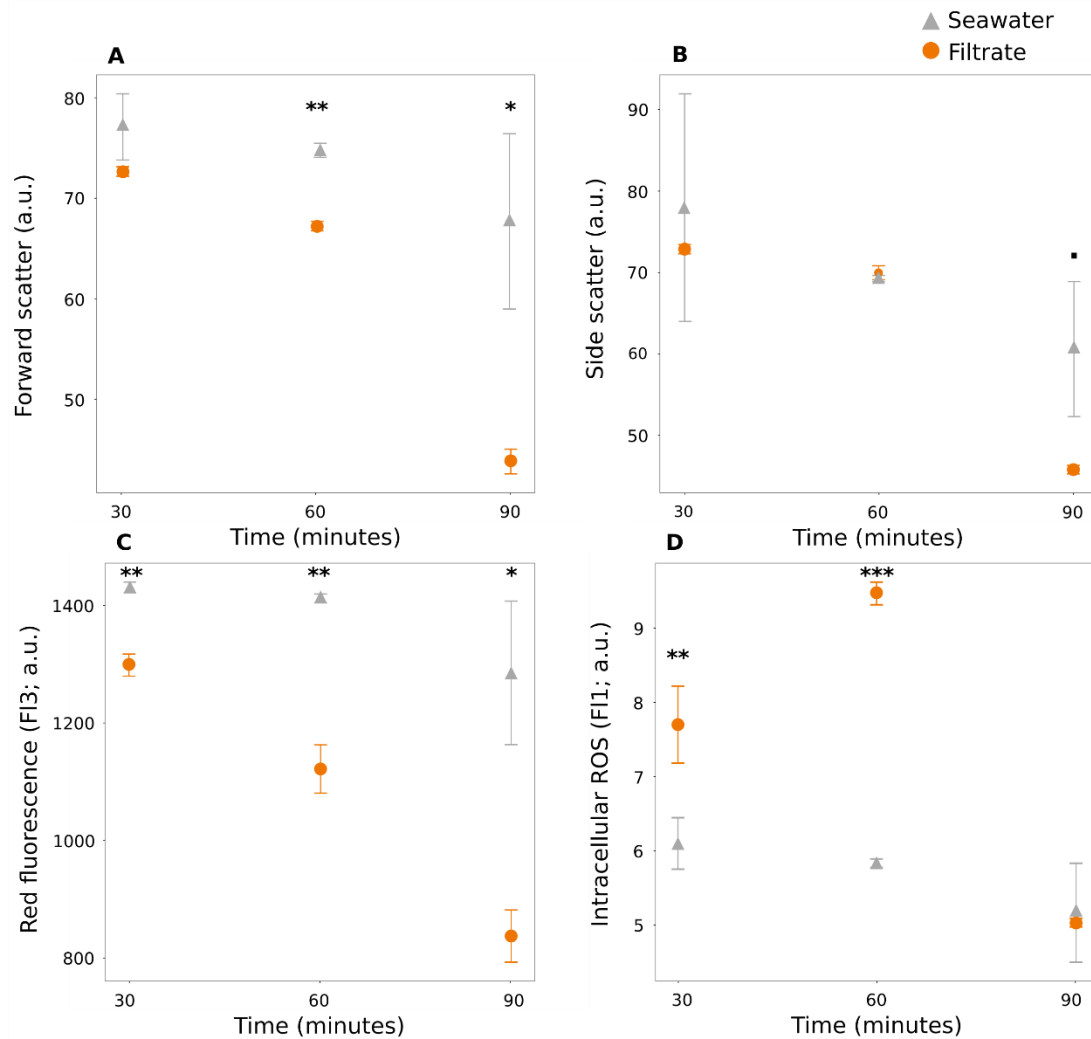 Seawater
Filtrate
A
**
*
80
70
60
50
Forward scatter (a.u.)
30
60
90
Time (minutes)
B
90
80
70
60
50
Side scatter (a.u.)
30
60
90
Time (minutes)
C
**
**
*
1400
1200
1000
800
Red fluorescence (Fl3; a.u.)
30
60
90
Time (minutes)
D
***
**
9
8
7
6
5
Intracellular ROS (Fl1; a.u.)
30
60
90
Time (minutes)